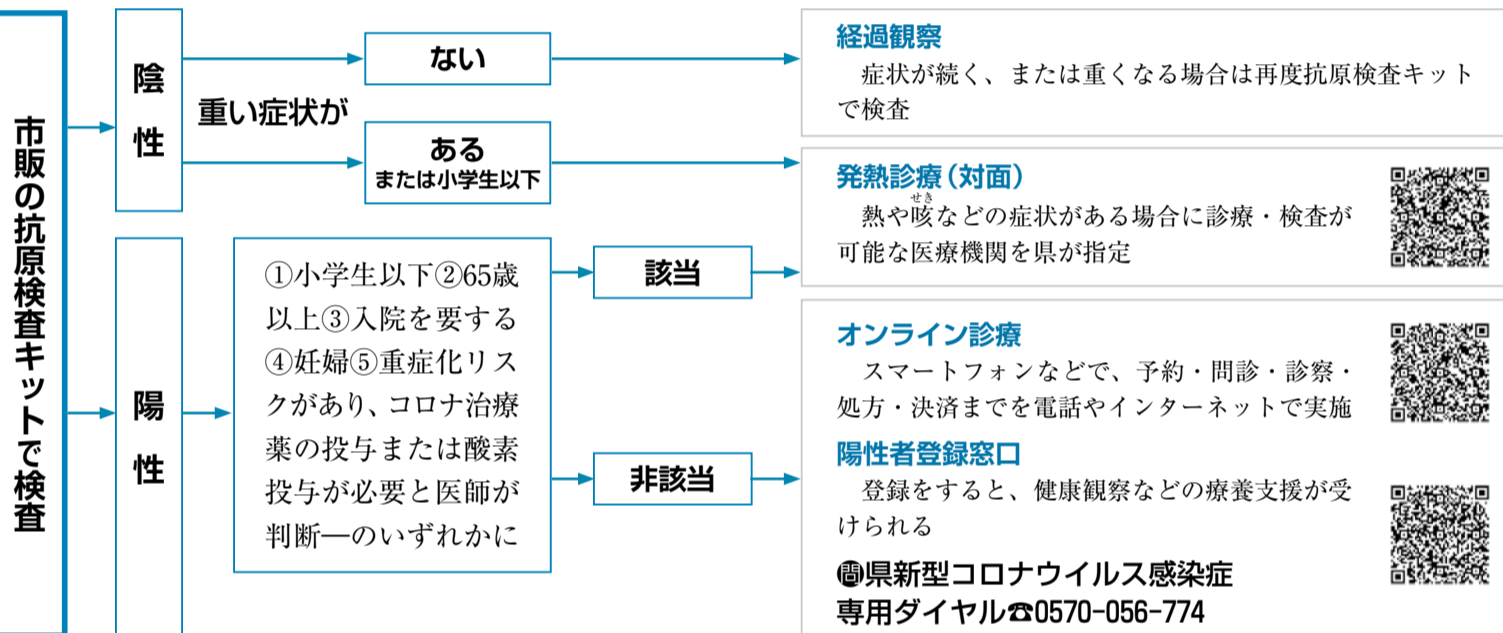 市販の抗原検査キットで検査
陰性
重い症状が
ない
ある
または小学生以下
経過観察
症状が続く、または重くなる場合は再度抗原検査キット
で検査
発熱診療（対面）
せき
熱や咳などの症状がある場合に診療・検査が
可能な医療機関を県が指定
陽性
①小学生以下②65歳
以上③入院を要する
④妊婦⑤重症化リス
クがあり、コロナ治療
薬の投与または酸素
投与が必要と医師が
判断―のいずれかに
該当
非該当
オンライン診療
スマートフォンなどで、予約・問診・診察・
処方・決済までを電話やインターネットで実施
陽性者登録窓口
登録をすると、健康観察などの療養支援が受
けられる
問県新型コロナウイルス感染症
専用ダイヤル☎0570-056-774